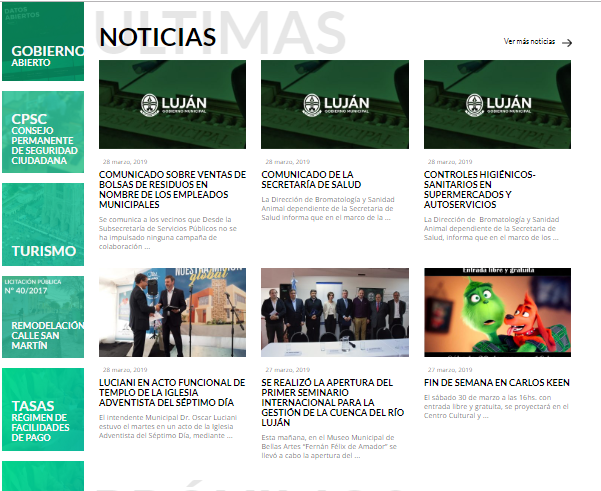 DATOS
ABIERTOS
GOBIERNO
ABIERTO
CPSC
CONSEJO
PERMANENTE
DE SEGURIDAD
CIUDADANA
TURISMO
LICITACIÓN PÚBLICA
N° 40/2017
REMODELACIÓN
CALLE SAN
MARTÍN
TASAS
RÉGIMEN DE
FACILIDADES
DE PAGO
ULTIMAS
NOTICIAS
Ver más noticias
LUJÁN
GOBIERNO MUNICIPAL
28 marzo, 2019
COMUNICADO SOBRE VENTAS DE
BOLSAS DE RESIDUOS EN
NOMBRE DE LOS EMPLEADOS
MUNICIPALES
Se comunica a los vecinos que Desde la
Subsecretaría de Servicios Públicos no se
ha impulsado ninguna campaña de
colaboración ...
LUJÁN
GOBIERNO MUNICIPAL
28 marzo, 2019
COMUNICADO DE LA
SECRETARÍA DE SALUD
La Dirección de Bromatología y Sanidad
Animal dependiente de la Secretaria de
Salud informa que en el marco de la ...
LUJÁN
GOBIERNO MUNICIPAL
28 marzo, 2019
CONTROLES HIGIÉNICOS-
SANITARIOS EN
SUPERMERCADOS Y
AUTOSERVICIOS
La Dirección de Bromatología y Sanidad
Animal dependiente de la Secretaria de
Salud, informa que en el marco de los ...
NUESTRA MISIÓN
global
28 marzo, 2019
LUCIANI EN ACTO FUNCIONAL DE
TEMPLO DE LA IGLESIA
ADVENTISTA DEL SÉPTIMO DÍA
El intendente Municipal Dr. Oscar Luciani
estuvo el martes en un acto de la Iglesia
Adventista del Séptimo Día, mediante ...
27 marzo, 2019
SE REALIZÓ LA APERTURA DEL
PRIMER SEMINARIO
INTERNACIONAL PARA LA
GESTIÓN DE LA CUENCA DEL RÍO
LUJÁN
Esta mañana, en el Museo Municipal de
Bellas Artes "Fernán Félix de Amador" se
llevó a cabo la apertura del ...
Entrada libre y gratuita
27 marzo, 2019
FIN DE SEMANA EN CARLOS KEEN
El sábado 30 de marzo a las 16hs. con
entrada libre y gratuita, se proyectará en el
Centro Cultural y ...